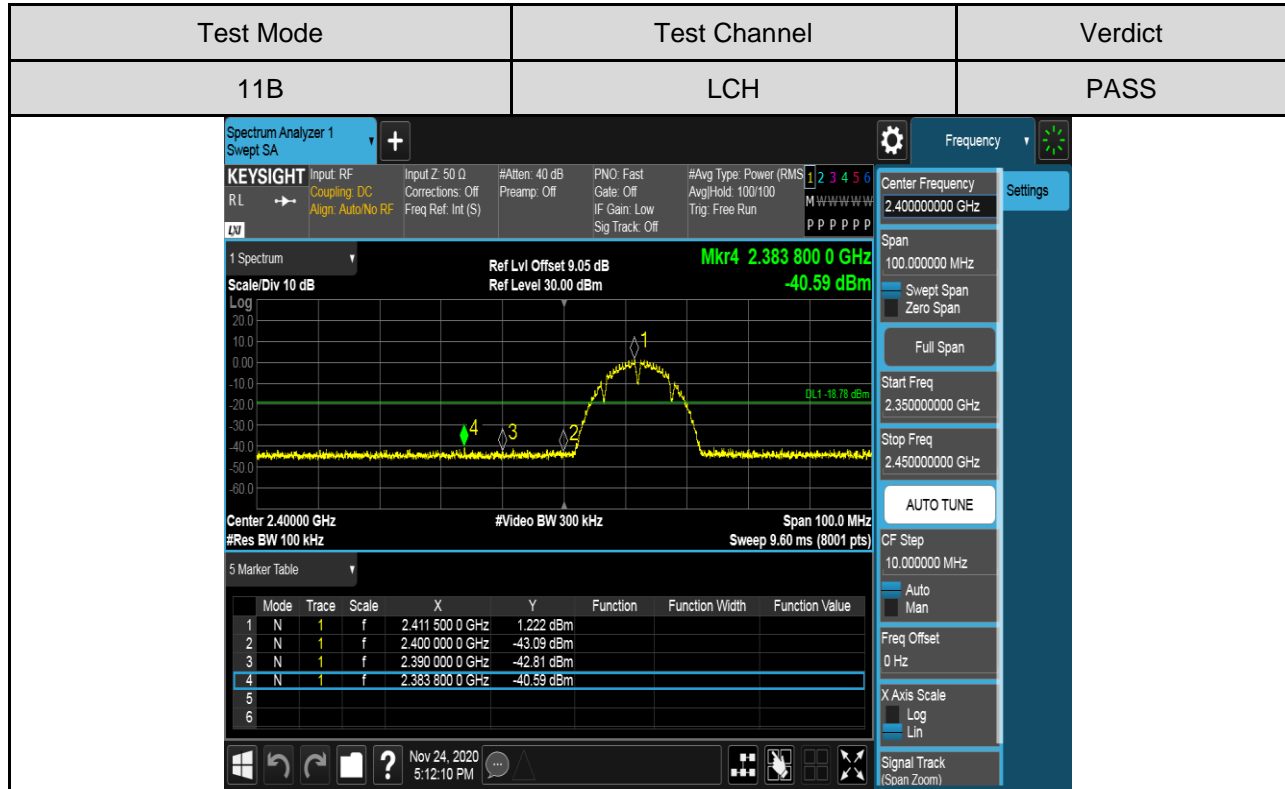 Test Mode Test Channel Verdict
11B LCH PASS
Spectrum Analyzer 1
Swept SA
Frequency
KEYSIGHT Input: RF Input Z: 50 Ω #Atten: 40 dB PNO: Fast #Avg Type: Power (RMS 1 2 3 4 5 6
RL Coupling: DC Corrections: Off Preamp: Off Gate: Off Avg|Hold: 100/100 M W W W W W
Align: Auto/No RF Freq Ref: Int (S) IF Gain: Low Trig: Free Run
LXI Sig Track: Off P P P P P P
1 Spectrum
Ref Lvl Offset 9.05 dB
Mkr4 2.383 800 0 GHz
Scale/Div 10 dB
Ref Level 30.00 dBm
-40.59 dBm
Log
20.0
10.0
0.00
-10.0
-20.0
-30.0
-40.0
-50.0
-60.0
1
DL1 -18.78 dBm
4 3 2
Center 2.40000 GHz #Video BW 300 kHz Span 100.0 MHz
#Res BW 100 kHz Sweep 9.60 ms (8001 pts)
5 Marker Table
Mode Trace Scale X Y Function Function Width Function Value
1 N 1 f 2.411 500 0 GHz 1.222 dBm
2 N 1 f 2.400 000 0 GHz -43.09 dBm
3 N 1 f 2.390 000 0 GHz -42.81 dBm
4 N 1 f 2.383 800 0 GHz -40.59 dBm
5
6
? Nov 24, 2020
5:12:10 PM
Center Frequency
2.400000000 GHz
Settings
Span
100.000000 MHz
Swept Span
Zero Span
Full Span
Start Freq
2.350000000 GHz
Stop Freq
2.450000000 GHz
AUTO TUNE
CF Step
10.000000 MHz
Auto
Man
Freq Offset
0 Hz
X Axis Scale
Log
Lin
Signal Track
(Span Zoom)